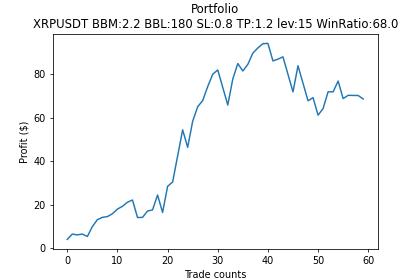 Portfolio
XRPUSDT BBM:2.2 BBL:180 SL:0.8 TP:1.2 lev:15 WinRatio:68.0
Profit ($)
80
60
40
20
0
0 10 20 30 40 50 60
Trade counts